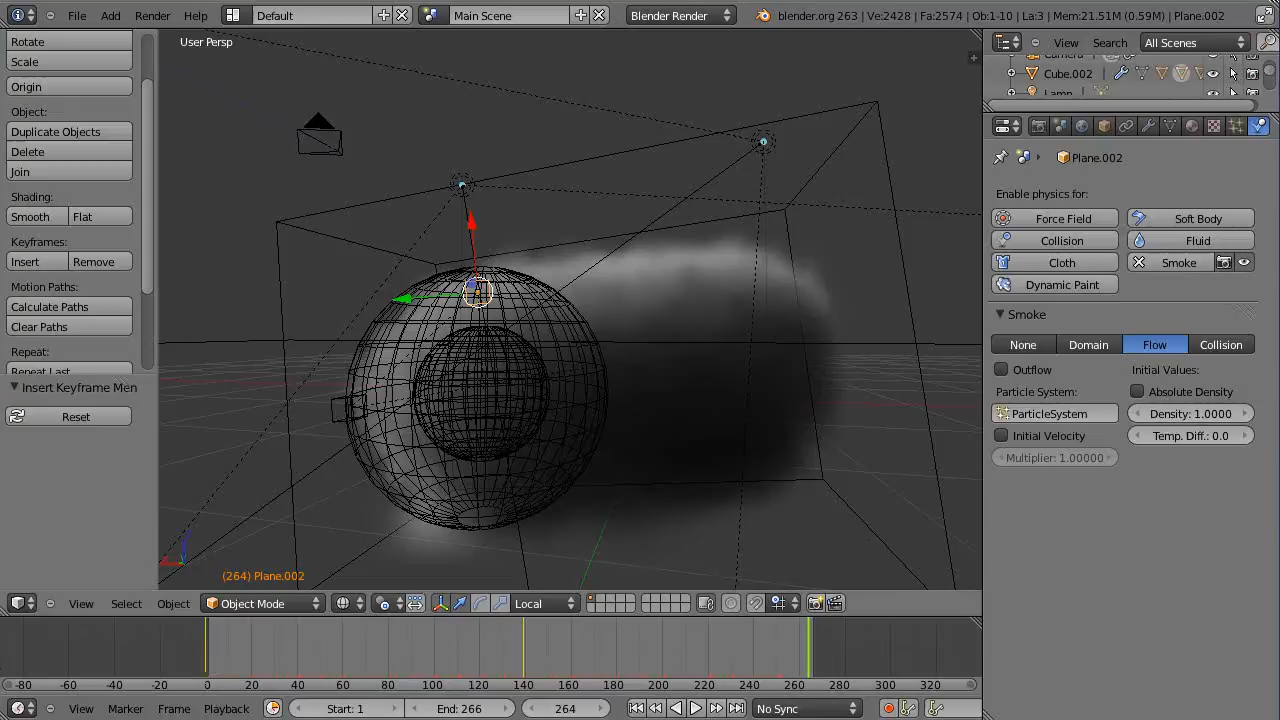 File Add Render Help Default Main Scene Blender Render blender.org 263 | Ve:2428 | Fa:2574 | Ob:1-10 | La:3 | Mem:21.51M (0.59M) | Plane.002
Rotate
Scale
Origin
Object:
Duplicate Objects
Delete
Join
Shading:
Smooth Flat
Keyframes:
Insert Remove
Motion Paths:
Calculate Paths
Clear Paths
Repeat:
Repeat Last
Insert Keyframe Men
Reset
User Persp
(264) Plane.002
View Select Object Object Mode Local
-80 -60 -40 -20 0 20 40 60 80 100 120 140 160 180 200 220 240 260 280 300 320
View Marker Frame Playback Start: 1 End: 266 264 No Sync
View Search All Scenes
Camera
Cube.002
Lamp
Plane.002
Enable physics for:
Force Field Soft Body
Collision Fluid
Cloth Smoke
Dynamic Paint
Smoke
None Domain Flow Collision
Outflow Initial Values:
Particle System: Absolute Density
ParticleSystem Density: 1.0000
Initial Velocity Temp. Diff.: 0.0
Multiplier: 1.00000